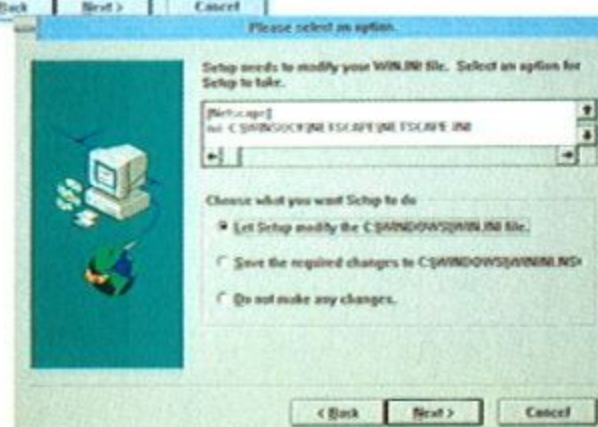 Back Next > Cancel
Please select an option.
Setup needs to modify your WIN.INI file. Select an option for
Setup to take.
[Netscape]
ini=C:\WINSOCK\NETSCAPE\NETSCAPE.INI
Choose what you want Setup to do
Let Setup modify the C:\WINDOWS\WIN.INI file.
Save the required changes to C:\WINDOWS\WININI.NS
Do not make any changes.
< Back Next > Cancel